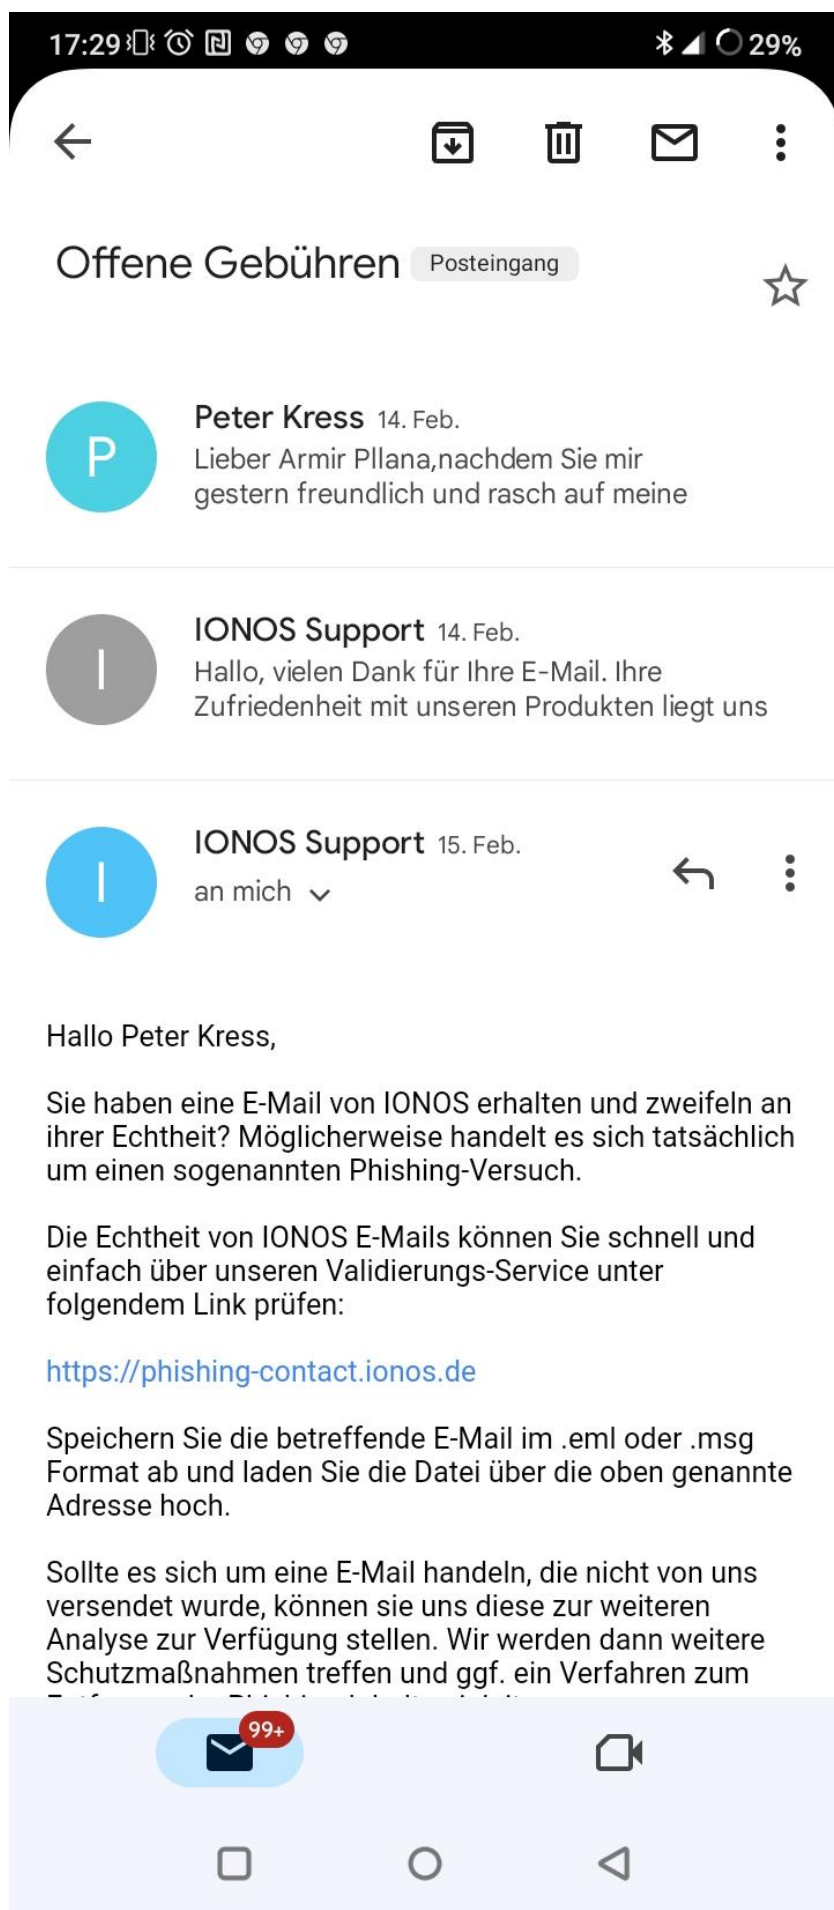 17:29
29%
Offene Gebühren Posteingang
P
Peter Kress 14. Feb.
Lieber Armir Pllana,nachdem Sie mir
gestern freundlich und rasch auf meine
I
IONOS Support 14. Feb.
Hallo, vielen Dank für Ihre E-Mail. Ihre
Zufriedenheit mit unseren Produkten liegt uns
I
IONOS Support 15. Feb.
an mich
Hallo Peter Kress,
Sie haben eine E-Mail von IONOS erhalten und zweifeln an
ihrer Echtheit? Möglicherweise handelt es sich tatsächlich
um einen sogenannten Phishing-Versuch.
Die Echtheit von IONOS E-Mails können Sie schnell und
einfach über unseren Validierungs-Service unter
folgendem Link prüfen:
https://phishing-contact.ionos.de
Speichern Sie die betreffende E-Mail im .eml oder .msg
Format ab und laden Sie die Datei über die oben genannte
Adresse hoch.
Sollte es sich um eine E-Mail handeln, die nicht von uns
versendet wurde, können sie uns diese zur weiteren
Analyse zur Verfügung stellen. Wir werden dann weitere
Schutzmaßnahmen treffen und ggf. ein Verfahren zum
99+